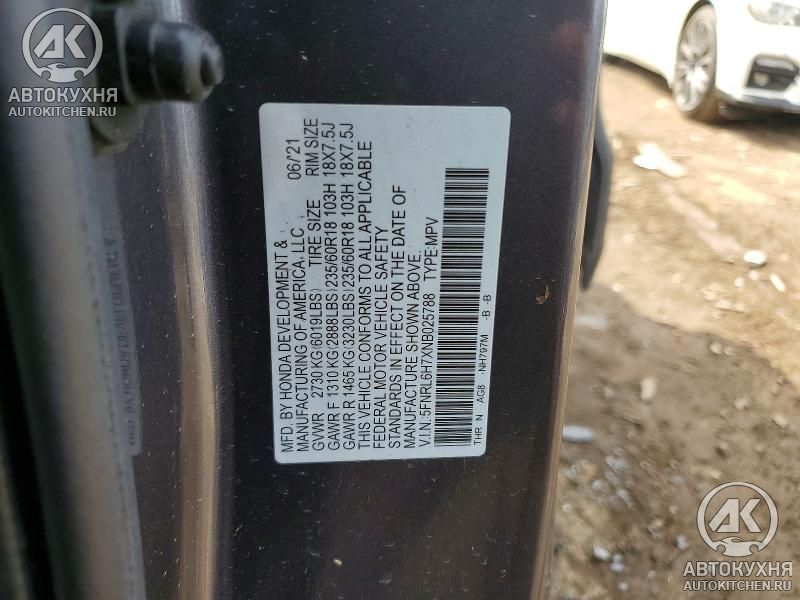 AK
АВТОКУХНЯ
AUTOKITCHEN.RU
MFD. BY HONDA DEVELOPMENT &
MANUFACTURING OF AMERICA, LLC 06/'21
GVWR 2730 KG(6019LBS) TIRE SIZE RIM SIZE
GAWR F 1310 KG(2888LBS)235/60R18 103H 18X7.5J
GAWR R 1465 KG(3230LBS)235/60R18 103H 18X7.5J
THIS VEHICLE CONFORMS TO ALL APPLICABLE
FEDERAL MOTOR VEHICLE SAFETY
STANDARDS IN EFFECT ON THE DATE OF
MANUFACTURE SHOWN ABOVE.
V.I.N.:5FNRL6H7XNB025788 TYPE:MPV
THR N AG8 -NH797M -B -B
AK
АВТОКУХНЯ
AUTOKITCHEN.RU